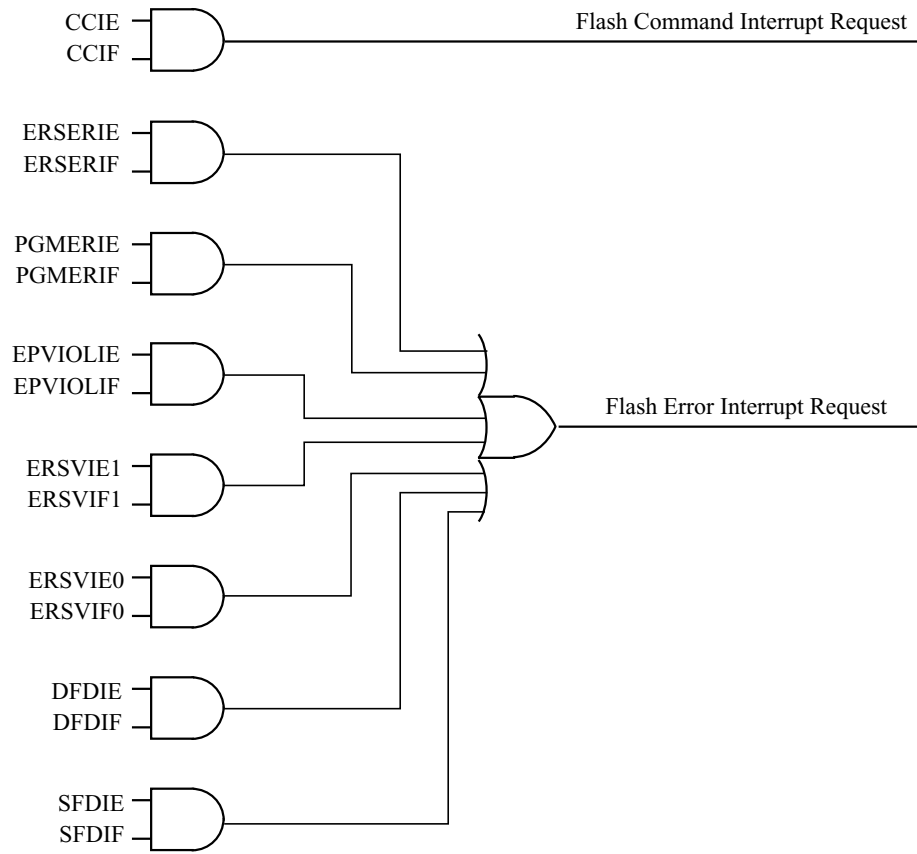 CCIE
CCIF
Flash Command Interrupt Request
ERSERIE
ERSERIF
PGMERIE
PGMERIF
EPVIOLIE
EPVIOLIF
Flash Error Interrupt Request
ERSVIE1
ERSVIF1
ERSVIE0
ERSVIF0
DFDIE
DFDIF
SFDIE
SFDIF